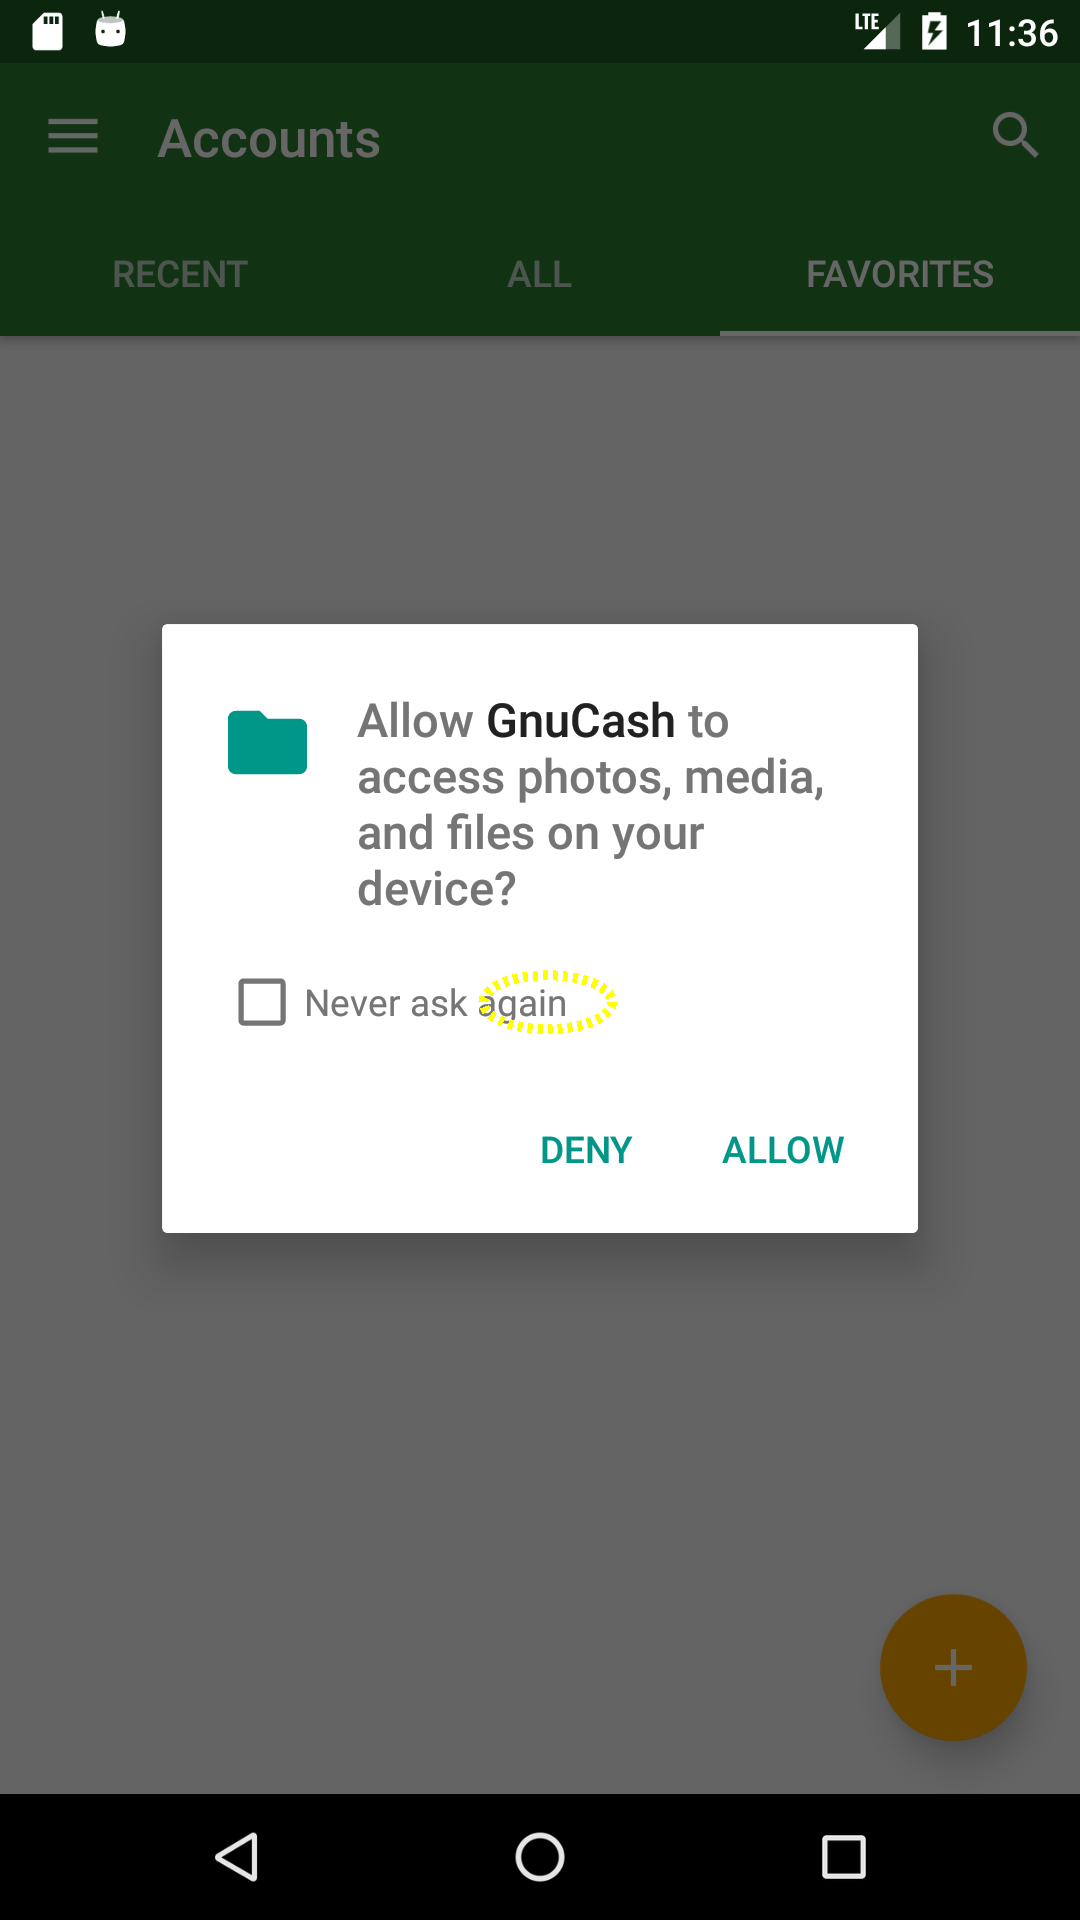 LTE 11:36
Accounts
RECENT ALL FAVORITES
Allow GnuCash to
access photos, media,
and files on your
device?
Never ask again
DENY ALLOW